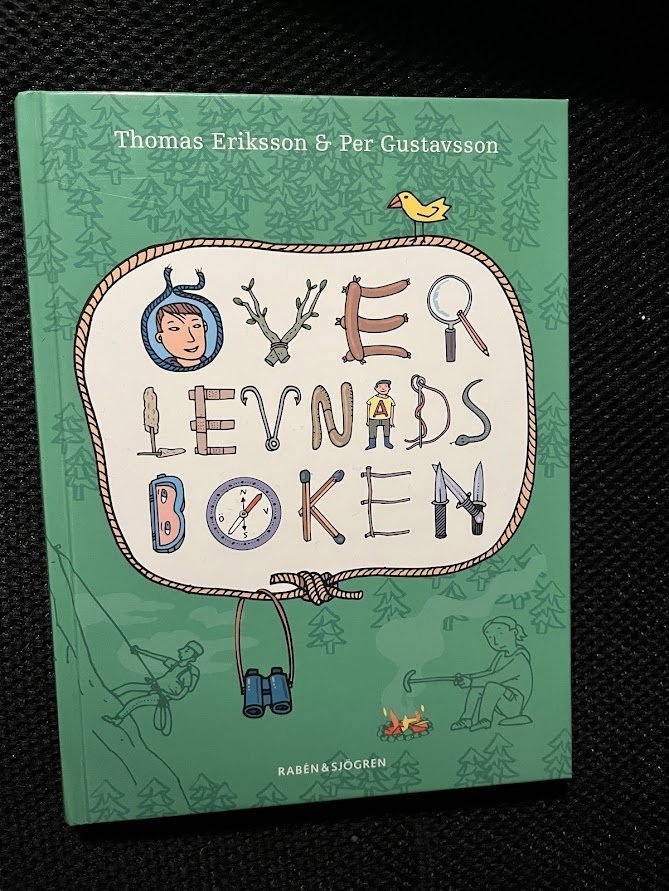 Thomas Eriksson & Per Gustavsson
ÖVER
LEVNADS
BOKEN
N
Ö V
S
RABÉN & SJÖGREN